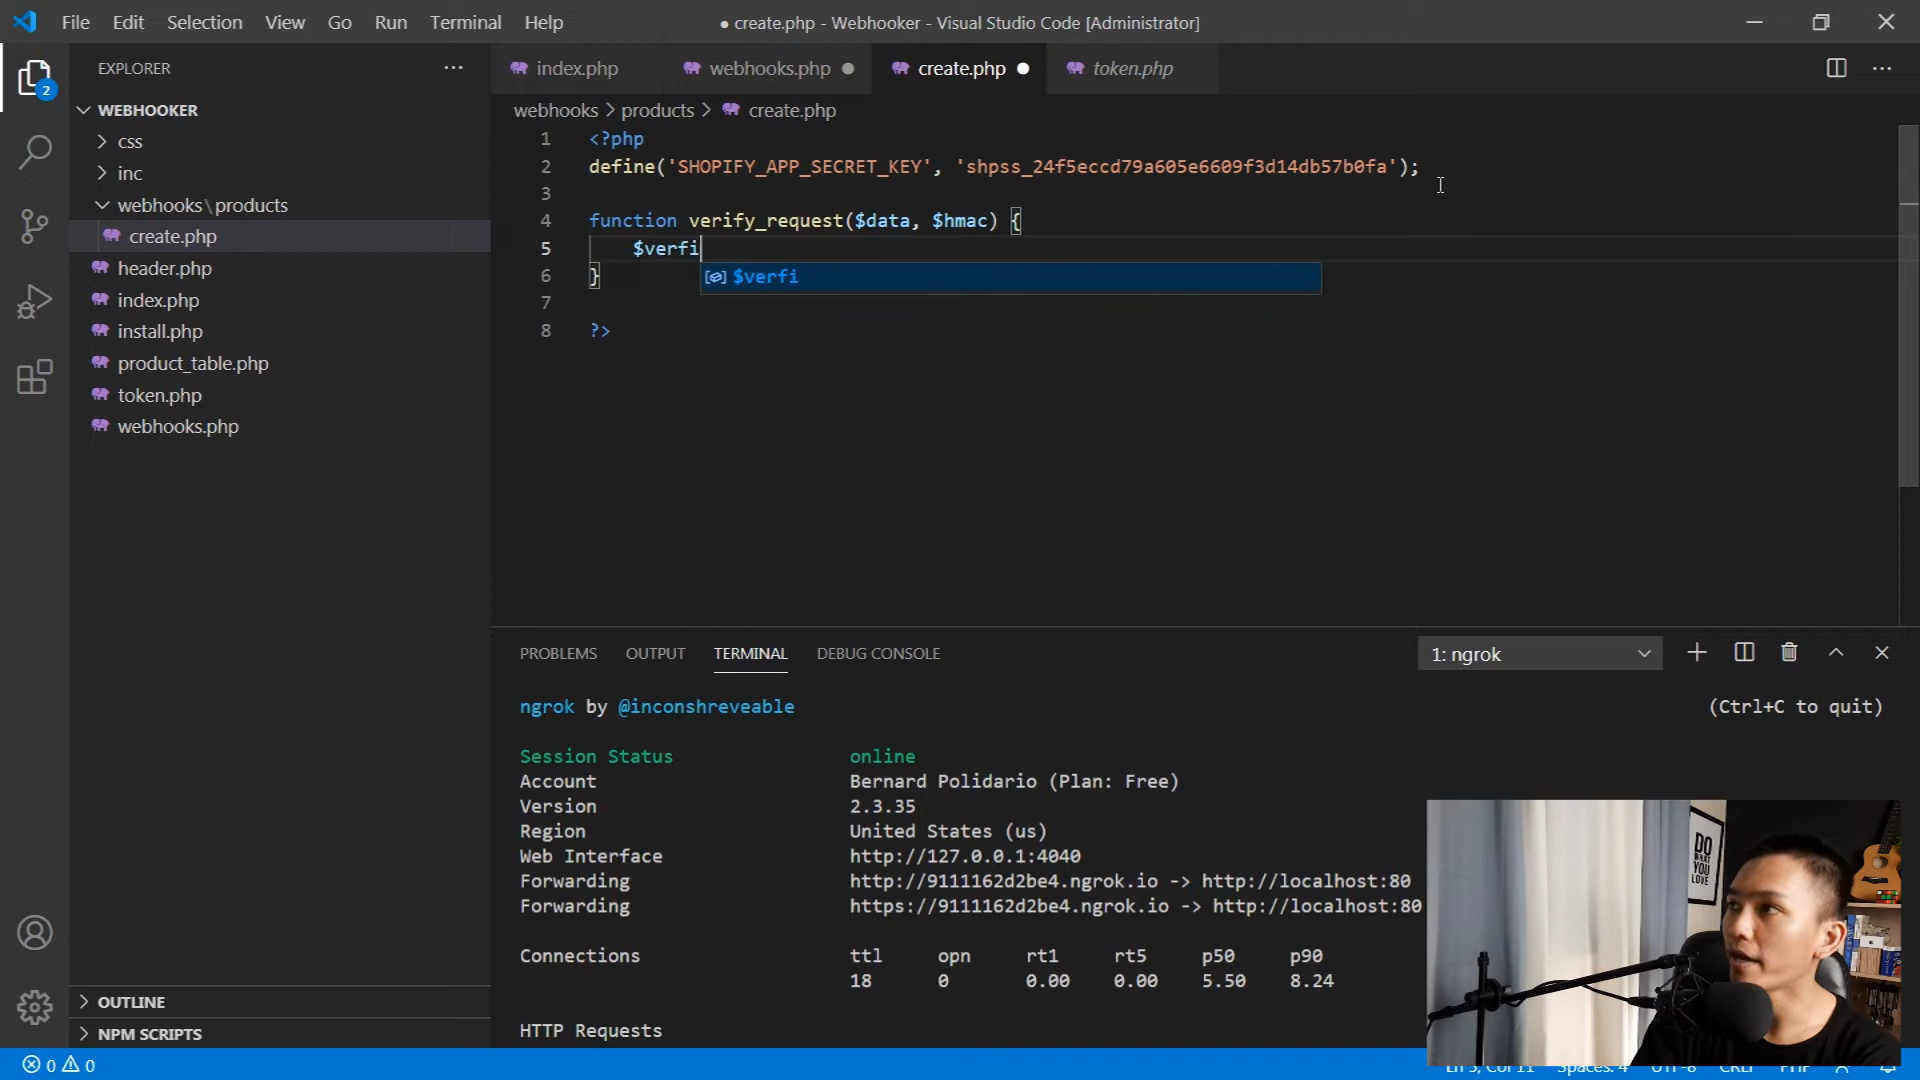 File Edit Selection View Go Run Terminal Help
● create.php - Webhooker - Visual Studio Code [Administrator]
EXPLORER
2
WEBHOOKER
css
inc
webhooks\products
create.php
header.php
index.php
install.php
product_table.php
token.php
webhooks.php
OUTLINE
NPM SCRIPTS
index.php webhooks.php create.php token.php
webhooks > products > create.php
1 <?php
2 define('SHOPIFY_APP_SECRET_KEY', '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');
3
4 function verify_request($data, $hmac) {
5 $verfi
$verfi
6 }
7
8 ?>
PROBLEMS OUTPUT TERMINAL DEBUG CONSOLE
1: ngrok
ngrok by @inconshreveable (Ctrl+C to quit)
Session Status online
Account Bernard Polidario (Plan: Free)
Version 2.3.35
Region United States (us)
Web Interface http://127.0.0.1:4040
Forwarding http://9111162d2be4.ngrok.io -> http://localhost:80
Forwarding https://9111162d2be4.ngrok.io -> http://localhost:80
Connections ttl opn rt1 rt5 p50 p90
18 0 0.00 0.00 5.50 8.24
HTTP Requests
DO
WHAT
YOU
LOVE
0 0